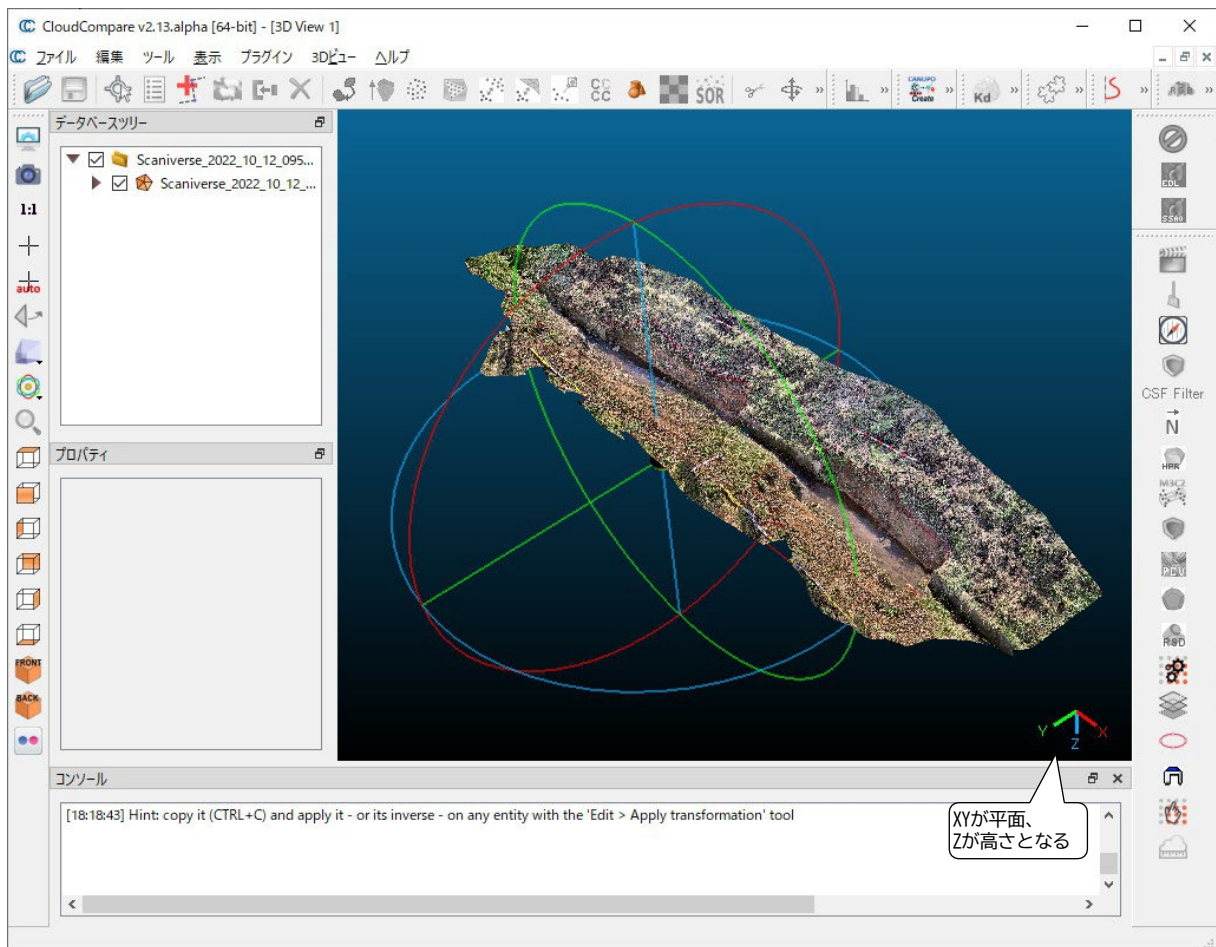 CloudCompare v2.13.alpha [64-bit] - [3D View 1]
ファイル 編集 ツール 表示 プラグイン 3Dビュー ヘルプ
SOR
CANUPO
Create
Kd
データベースツリー
Scaniverse_2022_10_12_095...
Scaniverse_2022_10_12_...
1:1
auto
プロパティ
FRONT
BACK
EDL
SSAO
CSF Filter
N
HPR
M3C2
PCV
RSD
Y
Z
X
コンソール
[18:18:43] Hint: copy it (CTRL+C) and apply it - or its inverse - on any entity with the 'Edit > Apply transformation' tool
XYが平面、
Zが高さとなる